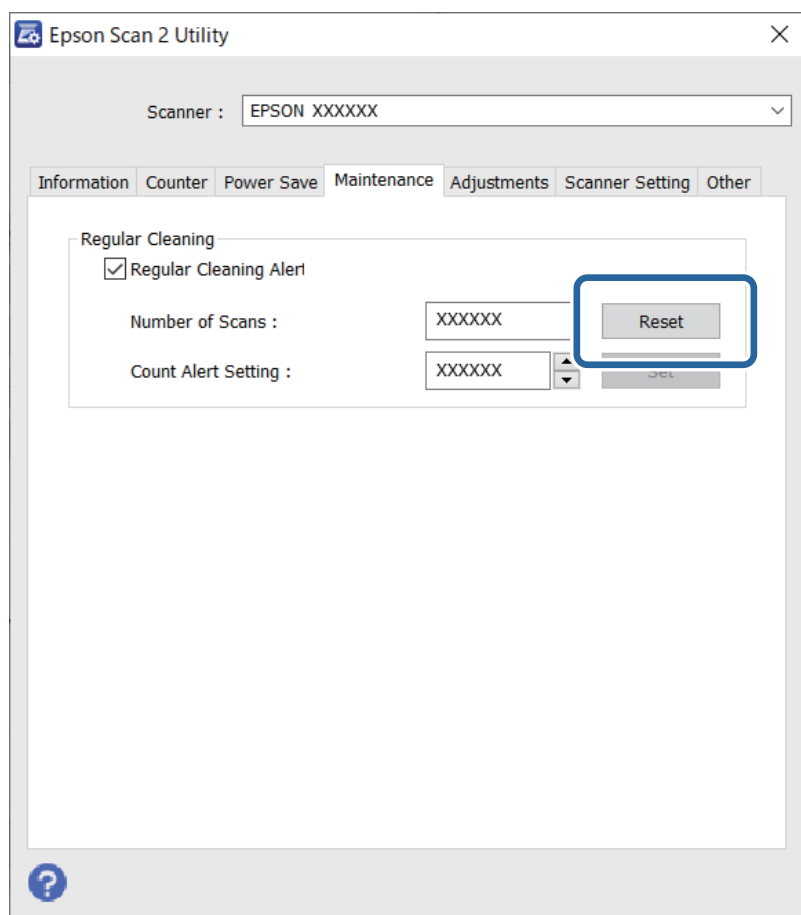 Epson Scan 2 Utility
Scanner : EPSON XXXXXX
Information Counter Power Save Maintenance Adjustments Scanner Setting Other
Regular Cleaning
Regular Cleaning Alert
Number of Scans : XXXXXX Reset
Count Alert Setting : XXXXXX Set
?